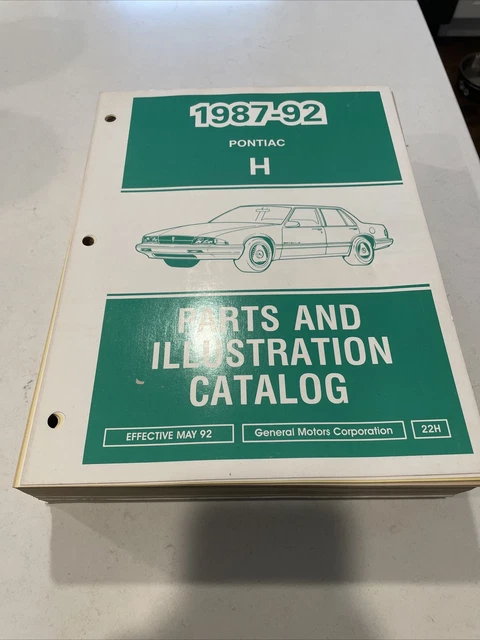 1987-92
PONTIAC
H
PARTS AND
ILLUSTRATION
CATALOG
EFFECTIVE MAY 92
General Motors Corporation
22H